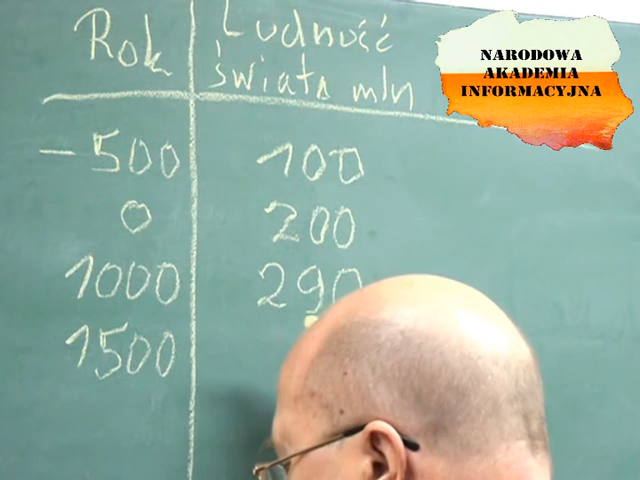 Rok
Ludność
świata mln
-500 100
0 200
1000 290
1500
NARODOWA
AKADEMIA
INFORMACYJNA